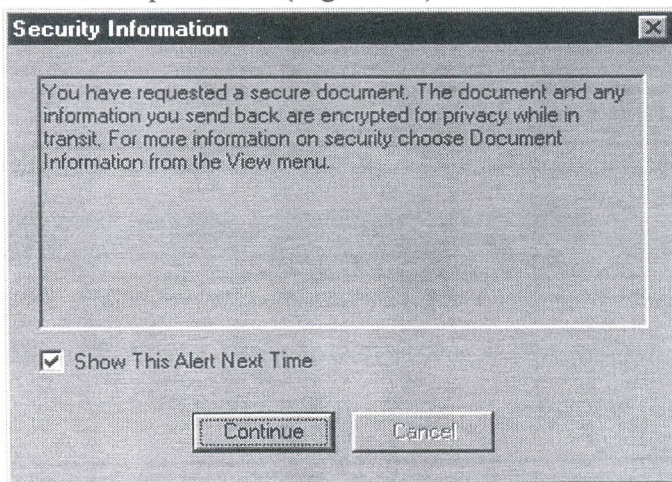 Security Information
You have requested a secure document. The document and any
information you send back are encrypted for privacy while in
transit. For more information on security choose Document
Information from the View menu.
Show This Alert Next Time
Continue
Cancel